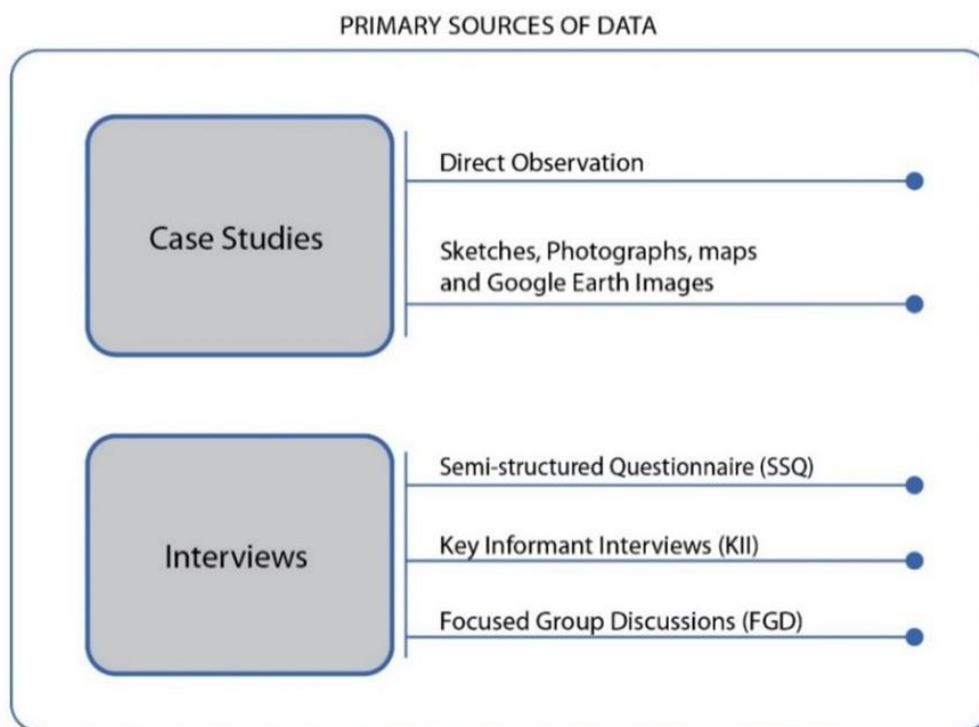 PRIMARY SOURCES OF DATA
Case Studies
Direct Observation
Sketches, Photographs, maps
and Google Earth Images
Interviews
Semi-structured Questionnaire (SSQ)
Key Informant Interviews (KII)
Focused Group Discussions (FGD)